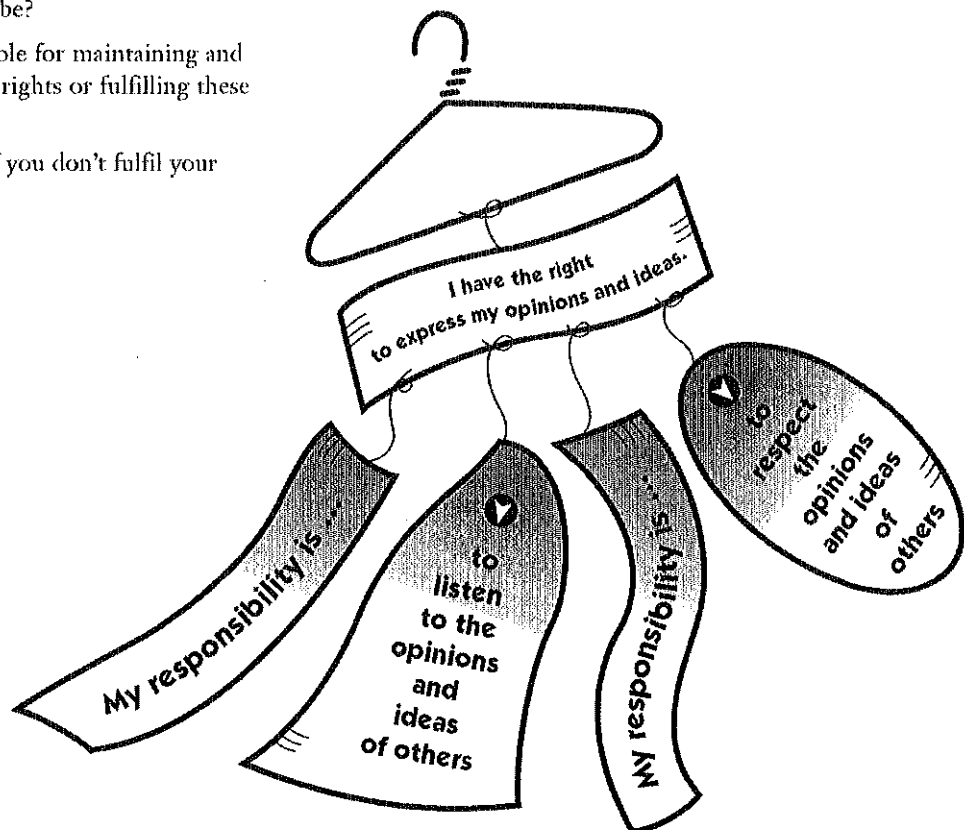 be?
ble for maintaining and
rights or fulfilling these
f you don't fulfil your
I have the right
to express my opinions and ideas.
My responsibility is ...
to
listen
to the
opinions
and
ideas
of others
My responsibility is ...
to
respect
the
opinions
and ideas
of
others